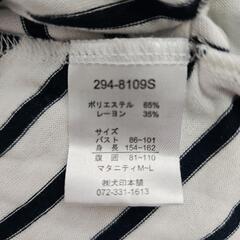 294-8109S
ポリエステル 65%
レーヨン 35%
サイズ
バスト 86~101
身 長 154~162
腹 囲 81~110
マタニティM~L
㈱犬印本舗
072-331-1613